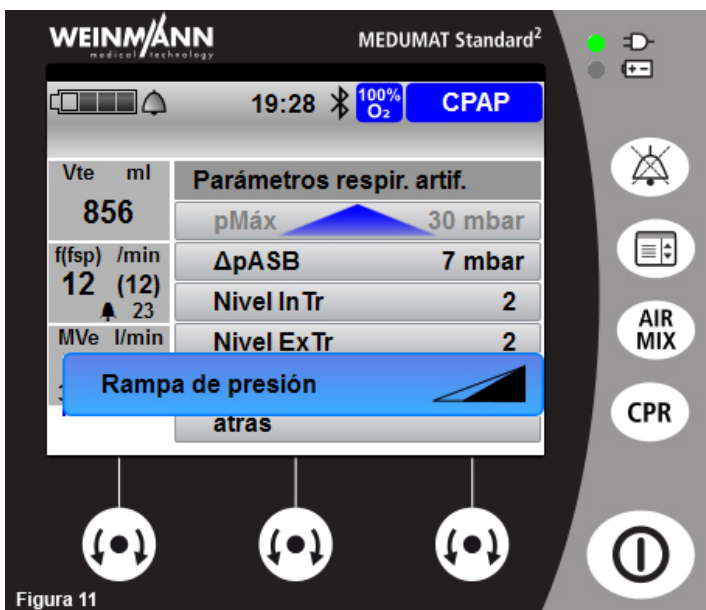 WEINMANN
medical technology
MEDUMAT Standard2
19:28 100% O2 CPAP
Parámetros respir. artif.
Vte ml
856
pMáx 30 mbar
f(fsp) /min
12 (12)
23
ΔpASB 7 mbar
Nivel InTr 2
MVe l/min
Nivel ExTr 2
Rampa de presión
atrás
AIR
MIX
CPR
Figura 11